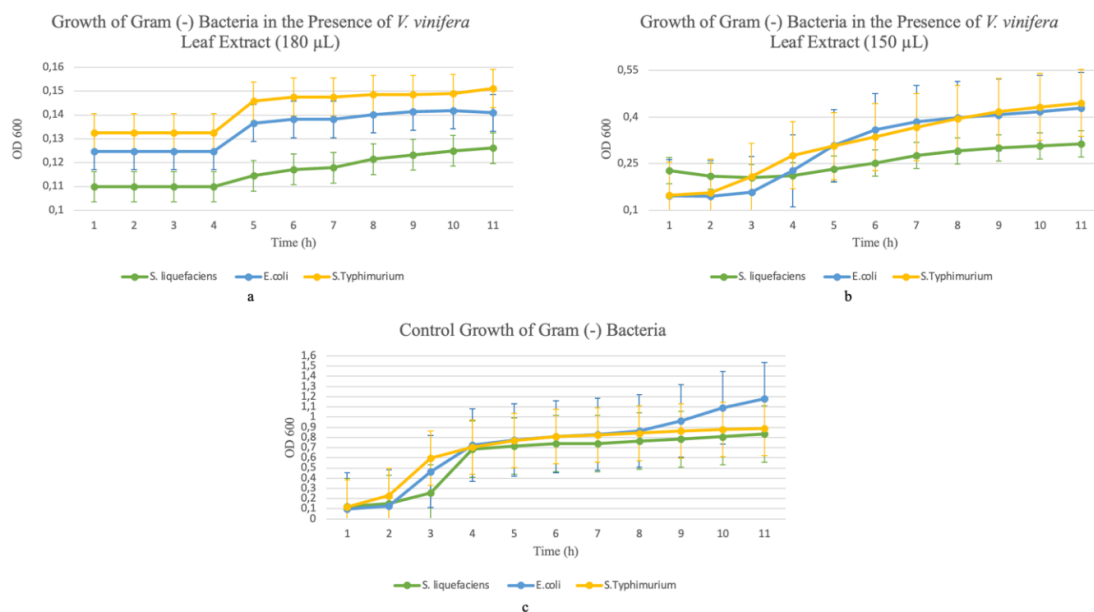 Growth of Gram (-) Bacteria in the Presence of V. vinifera
Leaf Extract (180 µL)
0,16
0,15
0,14
0,13
0,12
0,11
0,1
OD 600
1 2 3 4 5 6 7 8 9 10 11
Time (h)
S. liquefaciens E.coli S.Typhimurium
a
Growth of Gram (-) Bacteria in the Presence of V. vinifera
Leaf Extract (150 µL)
0,55
0,4
0,25
0,1
OD 600
1 2 3 4 5 6 7 8 9 10 11
Time (h)
S. liquefaciens E.coli S.Typhimurium
b
Control Growth of Gram (-) Bacteria
1,6
1,5
1,4
1,3
1,2
1,1
1
0,9
0,8
0,7
0,6
0,5
0,4
0,3
0,2
0,1
0
OD 600
1 2 3 4 5 6 7 8 9 10 11
Time (h)
S. liquefaciens E.coli S.Typhimurium
c